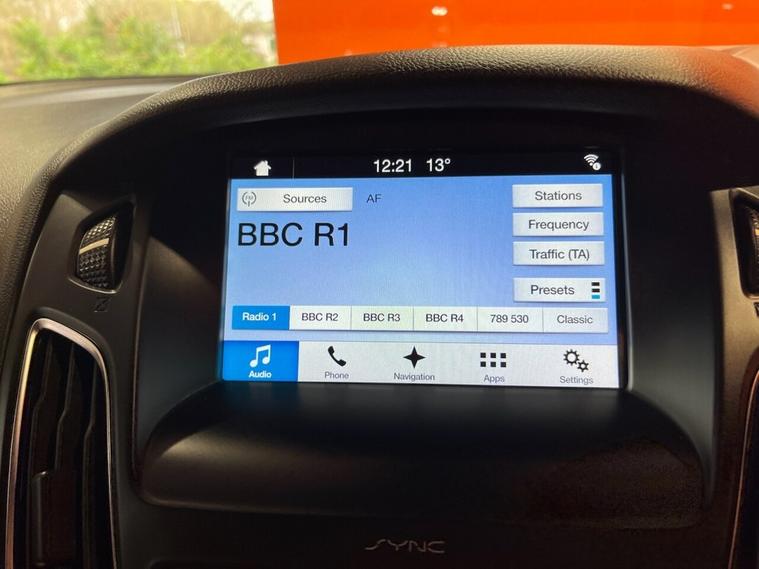 12:21 13°
FM Sources AF Stations
BBC R1
Frequency
Traffic (TA)
Presets
Radio 1 BBC R2 BBC R3 BBC R4 789 530 Classic
Audio Phone Navigation Apps Settings
SYNC